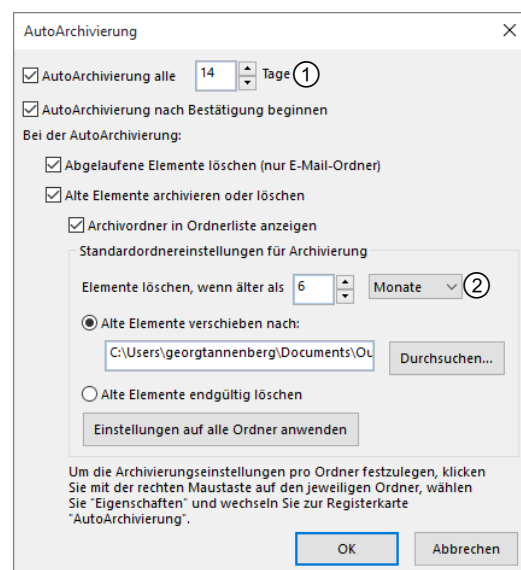 AutoArchivierung
AutoArchivierung alle 14 Tage ①
AutoArchivierung nach Bestätigung beginnen
Bei der AutoArchivierung:
Abgelaufene Elemente löschen (nur E-Mail-Ordner)
Alte Elemente archivieren oder löschen
Archivordner in Ordnerliste anzeigen
Standardordnereinstellungen für Archivierung
Elemente löschen, wenn älter als 6 Monate ②
Alte Elemente verschieben nach:
C:\Users\georgtannenberg\Documents\Ou Durchsuchen...
Alte Elemente endgültig löschen
Einstellungen auf alle Ordner anwenden
Um die Archivierungseinstellungen pro Ordner festzulegen, klicken
Sie mit der rechten Maustaste auf den jeweiligen Ordner, wählen
Sie "Eigenschaften" und wechseln Sie zur Registerkarte
"AutoArchivierung".
OK Abbrechen